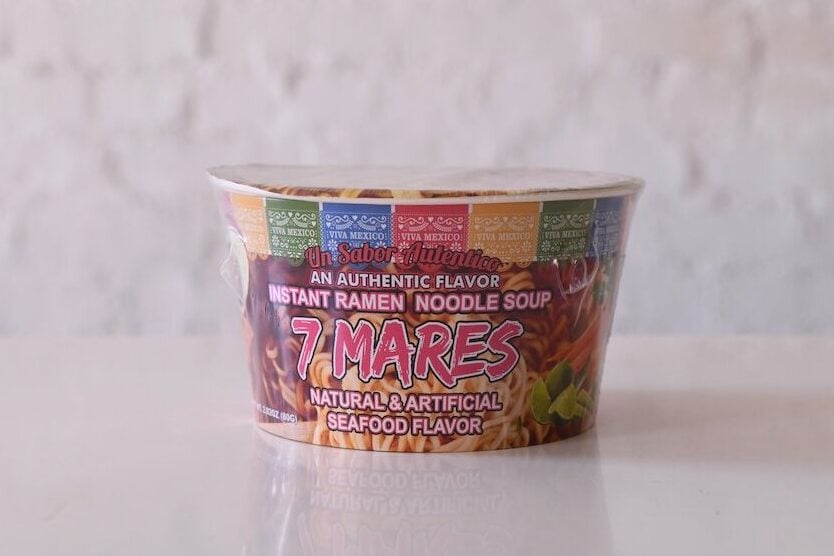 VIVA MEXICO VIVA MEXICO VIVA MEXICO VIVA MEXICO
Un Sabor Autentico
AN AUTHENTIC FLAVOR
INSTANT RAMEN NOODLE SOUP
7 MARES
NATURAL & ARTIFICIAL
SEAFOOD FLAVOR
(80G)